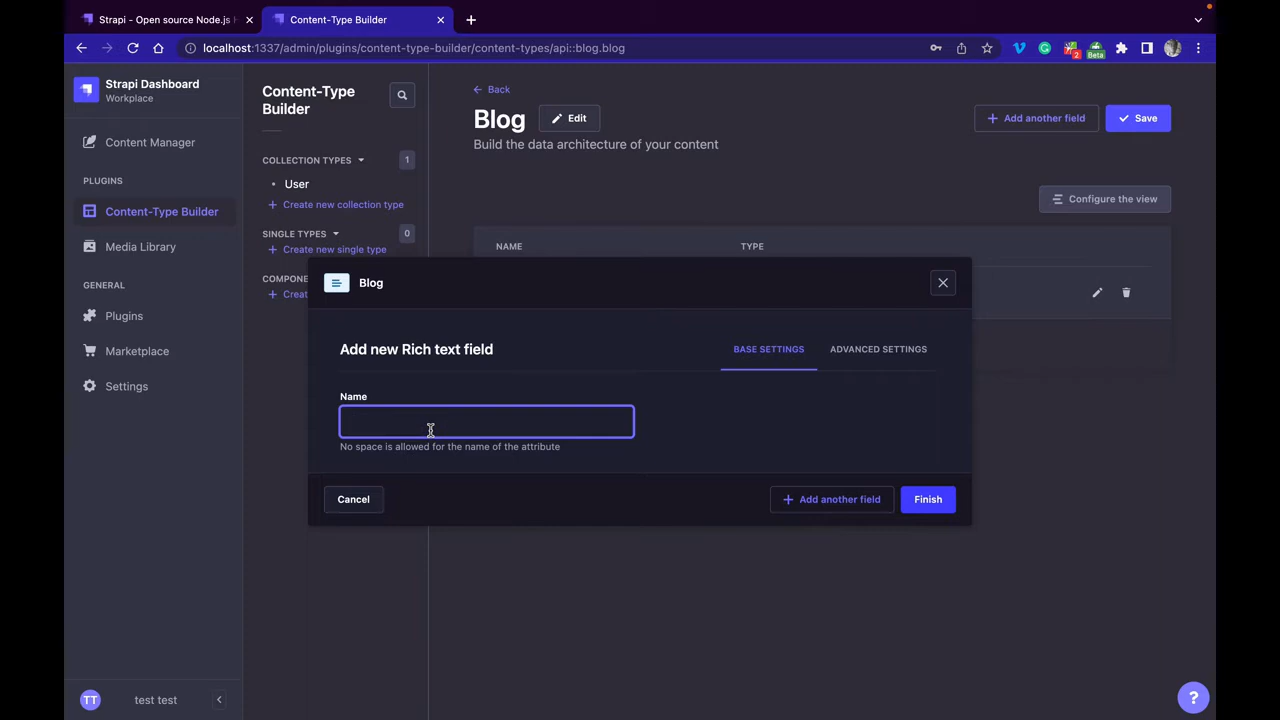 Strapi - Open source Node.js
Content-Type Builder
localhost:1337/admin/plugins/content-type-builder/content-types/api::blog.blog
2
Beta
Strapi Dashboard
Workplace
Content Manager
PLUGINS
Content-Type Builder
Media Library
GENERAL
Plugins
Marketplace
Settings
TT
test test
Content-Type
Builder
COLLECTION TYPES
1
User
Create new collection type
SINGLE TYPES
0
Create new single type
COMPONE
Creat
Back
Blog
Edit
Build the data architecture of your content
Add another field
Save
Configure the view
NAME
TYPE
Blog
Add new Rich text field
BASE SETTINGS
ADVANCED SETTINGS
Name
No space is allowed for the name of the attribute
Cancel
Add another field
Finish
?